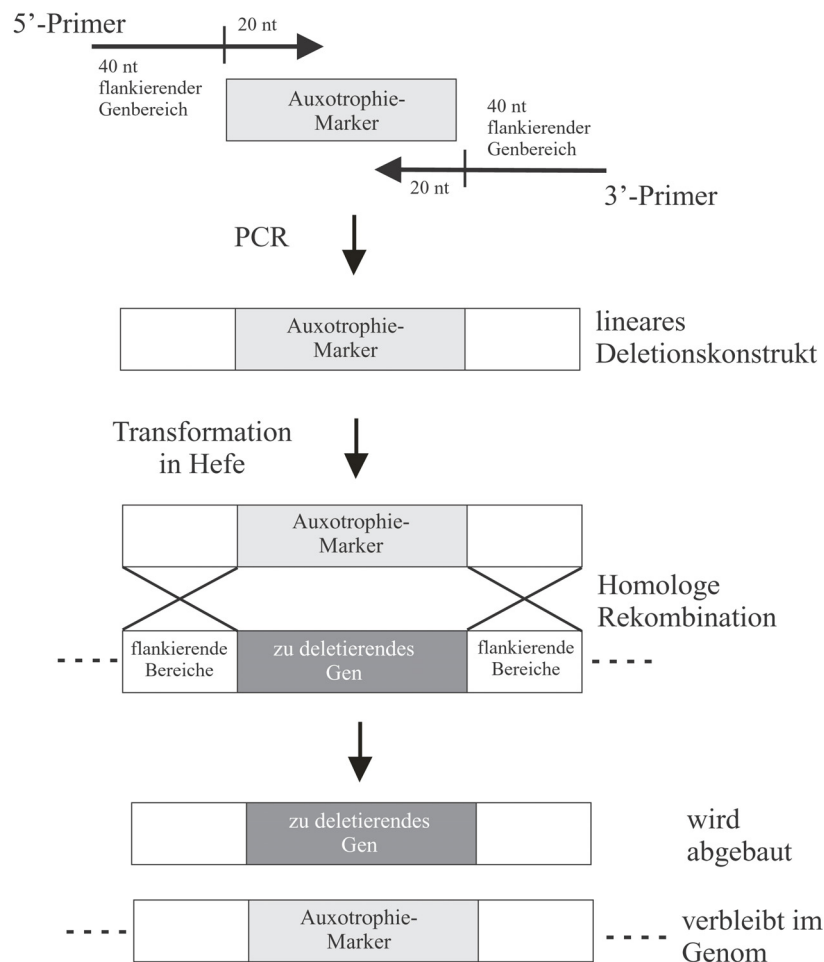 5’-Primer
20 nt
40 nt
flankierender
Genbereich
Auxotrophie-
Marker
40 nt
flankierender
Genbereich
20 nt
3’-Primer
PCR
Auxotrophie-
Marker
lineares
Deletionskonstrukt
Transformation
in Hefe
Auxotrophie-
Marker
Homologe
Rekombination
flankierende
Bereiche
zu deletierendes
Gen
flankierende
Bereiche
zu deletierendes
Gen
wird
abgebaut
Auxotrophie-
Marker
verbleibt im
Genom